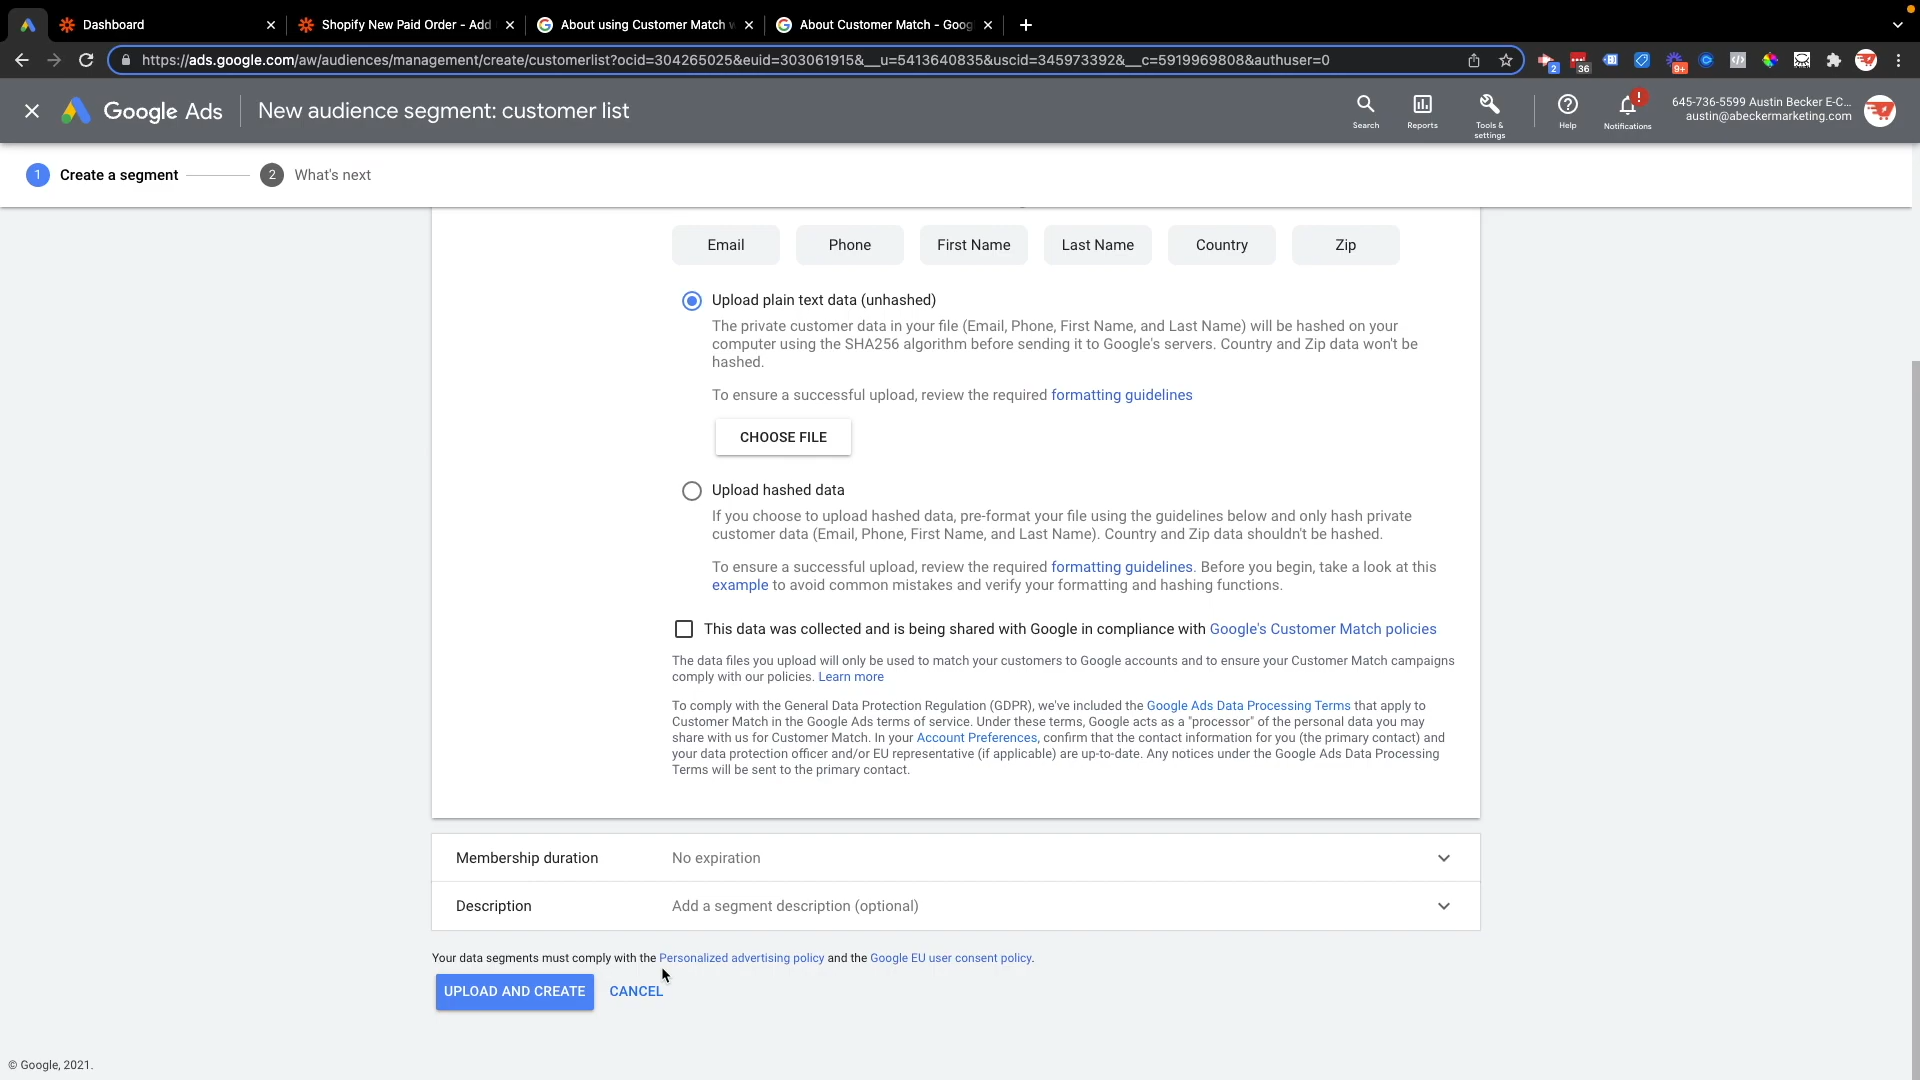 Dashboard
Shopify New Paid Order - Add
About using Customer Match w
About Customer Match - Goog
https://ads.google.com/aw/audiences/management/create/customerlist?ocid=304265025&euid=303061915&__u=5413640835&uscid=345973392&__c=5919969808&authuser=0
2
36
9+
Google Ads
New audience segment: customer list
Search
Reports
Tools &
settings
Help
!
Notifications
645-736-5599 Austin Becker E-C...
austin@abeckermarketing.com
1 Create a segment
2 What's next
Email
Phone
First Name
Last Name
Country
Zip
Upload plain text data (unhashed)
The private customer data in your file (Email, Phone, First Name, and Last Name) will be hashed on your
computer using the SHA256 algorithm before sending it to Google's servers. Country and Zip data won't be
hashed.
To ensure a successful upload, review the required formatting guidelines
CHOOSE FILE
Upload hashed data
If you choose to upload hashed data, pre-format your file using the guidelines below and only hash private
customer data (Email, Phone, First Name, and Last Name). Country and Zip data shouldn't be hashed.
To ensure a successful upload, review the required formatting guidelines. Before you begin, take a look at this
example to avoid common mistakes and verify your formatting and hashing functions.
This data was collected and is being shared with Google in compliance with Google's Customer Match policies
The data files you upload will only be used to match your customers to Google accounts and to ensure your Customer Match campaigns
comply with our policies. Learn more
To comply with the General Data Protection Regulation (GDPR), we've included the Google Ads Data Processing Terms that apply to
Customer Match in the Google Ads terms of service. Under these terms, Google acts as a "processor" of the personal data you may
share with us for Customer Match. In your Account Preferences, confirm that the contact information for you (the primary contact) and
your data protection officer and/or EU representative (if applicable) are up-to-date. Any notices under the Google Ads Data Processing
Terms will be sent to the primary contact.
Membership duration
No expiration
Description
Add a segment description (optional)
Your data segments must comply with the Personalized advertising policy and the Google EU user consent policy.
UPLOAD AND CREATE
CANCEL
© Google, 2021.